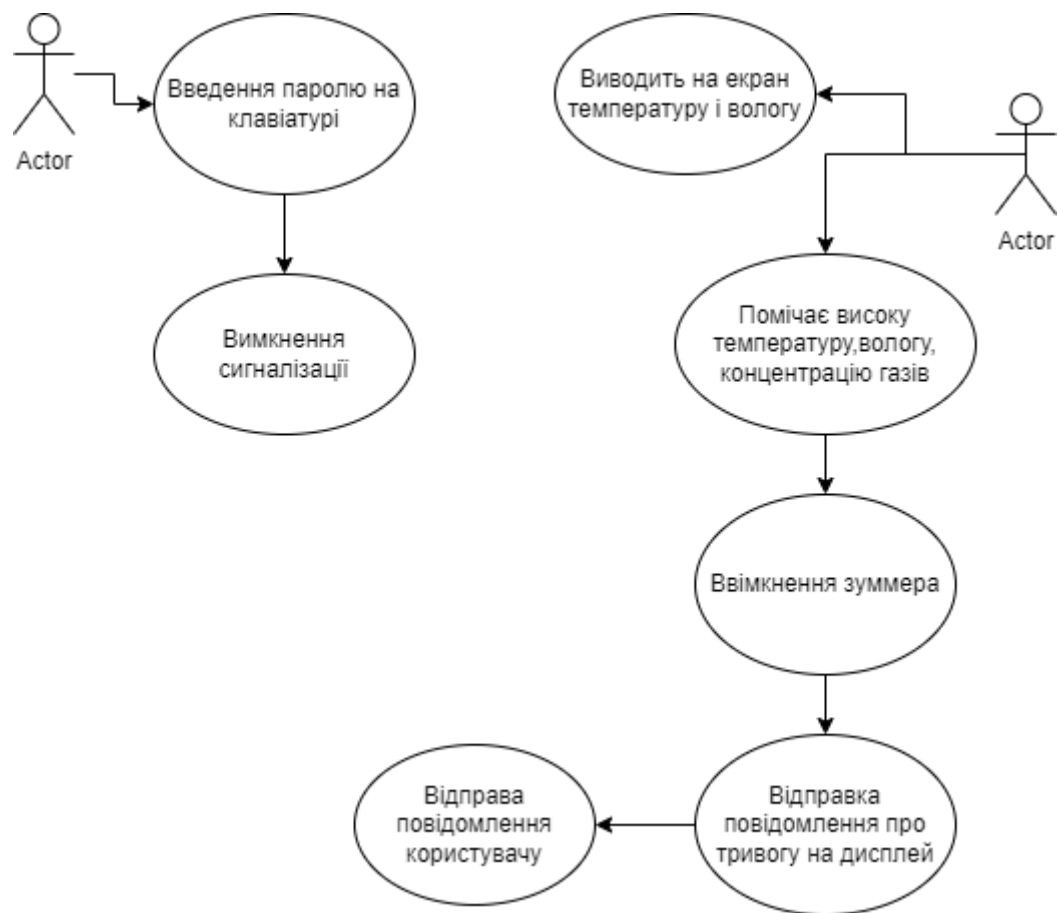 Введення паролю на
клавіатурі
Actor
Вимкнення
сигналізації
Виводить на екран
температуру і вологу
Actor
Помічає високу
температуру,вологу,
концентрацію газів
Ввімкнення зуммера
Відправка
повідомлення про
тривогу на дисплей
Відправа
повідомлення
користувачу